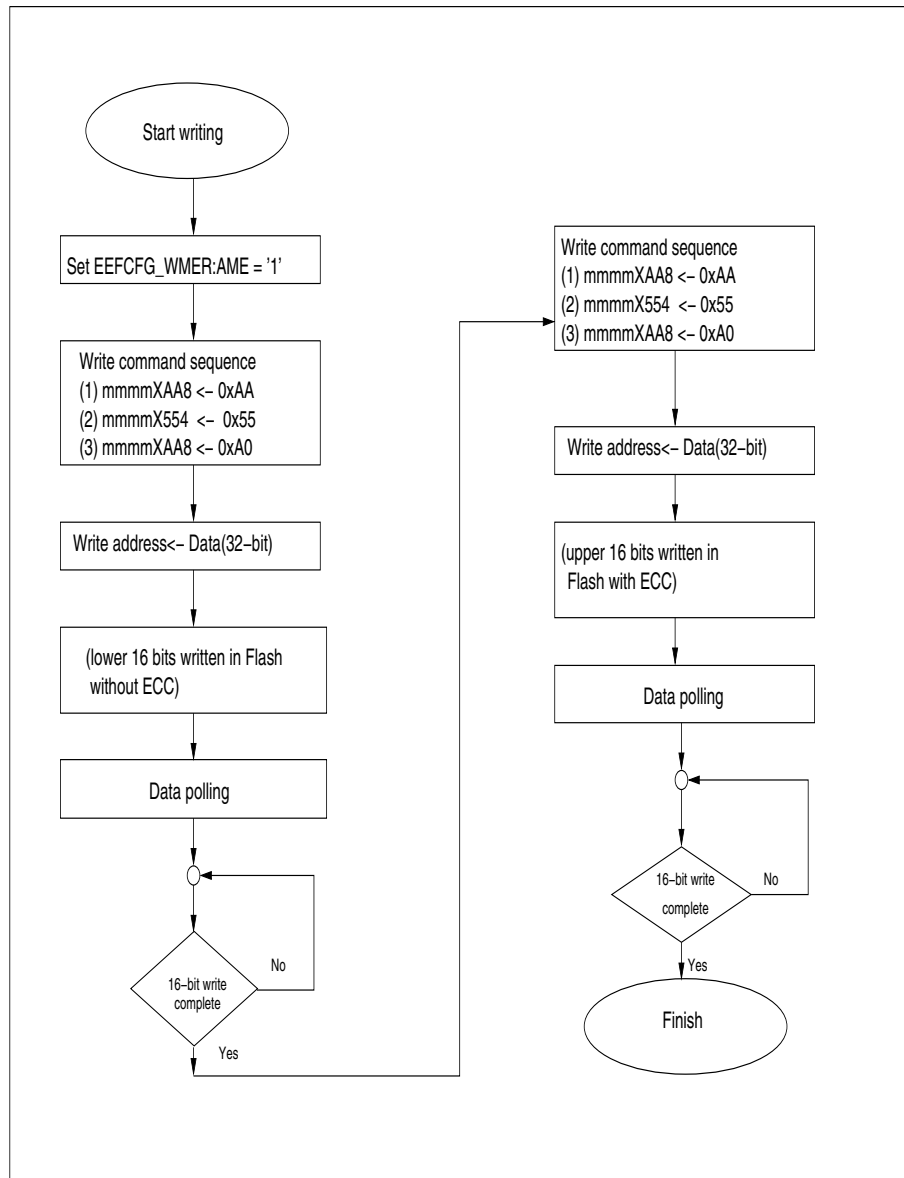 Start writing
Set EEFCFG_WMER:AME = '1'
Write command sequence
(1) mmmmXAA8 <− 0xAA
(2) mmmmX554 <− 0x55
(3) mmmmXAA8 <− 0xA0
Write address<− Data(32−bit)
(lower 16 bits written in Flash
without ECC)
Data polling
No
16−bit write
complete
Yes
Write command sequence
(1) mmmmXAA8 <− 0xAA
(2) mmmmX554 <− 0x55
(3) mmmmXAA8 <− 0xA0
Write address<− Data(32−bit)
(upper 16 bits written in
Flash with ECC)
Data polling
16−bit write
No
complete
Yes
Finish